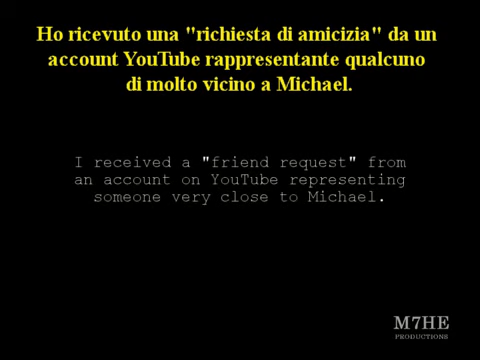 Ho ricevuto una "richiesta di amicizia" da un
account YouTube rappresentante qualcuno
di molto vicino a Michael.
I received a "friend request" from
an account on YouTube representing
someone very close to Michael.
M7HE
PRODUCTIONS